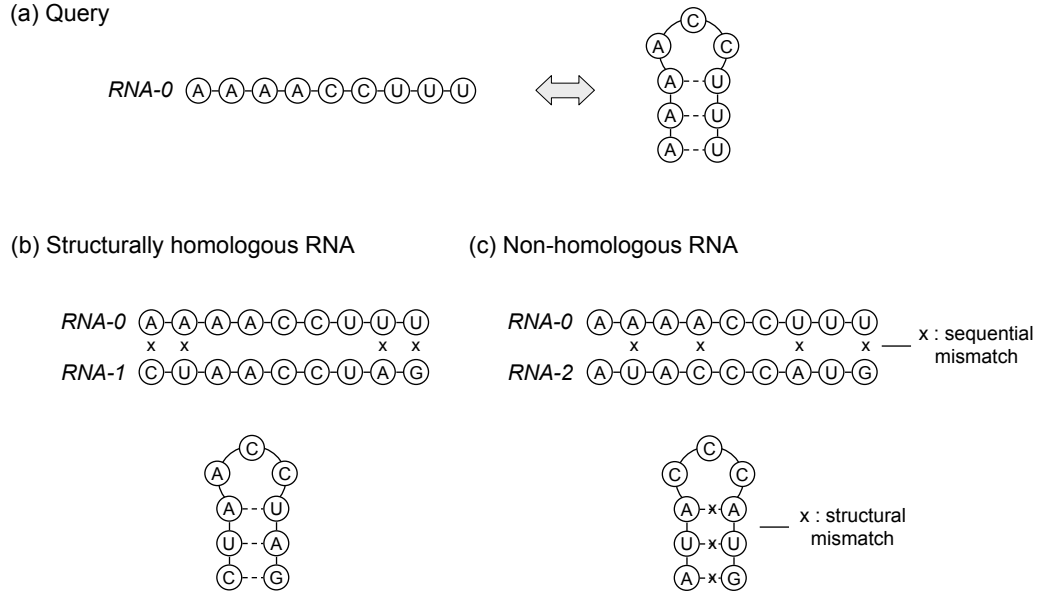 (a) Query
RNA-0 A A A A C C U U U
C
A C
A U
A U
A U
(b) Structurally homologous RNA
RNA-0 A A A A C C U U U
x x x x
RNA-1 C U A A C C U A G
C
A C
A U
U A
C G
(c) Non-homologous RNA
RNA-0 A A A A C C U U U
x x x x
RNA-2 A U A C C C A U G
x : sequential
mismatch
C
C C
A x A
U x U
A x G
x : structural
mismatch